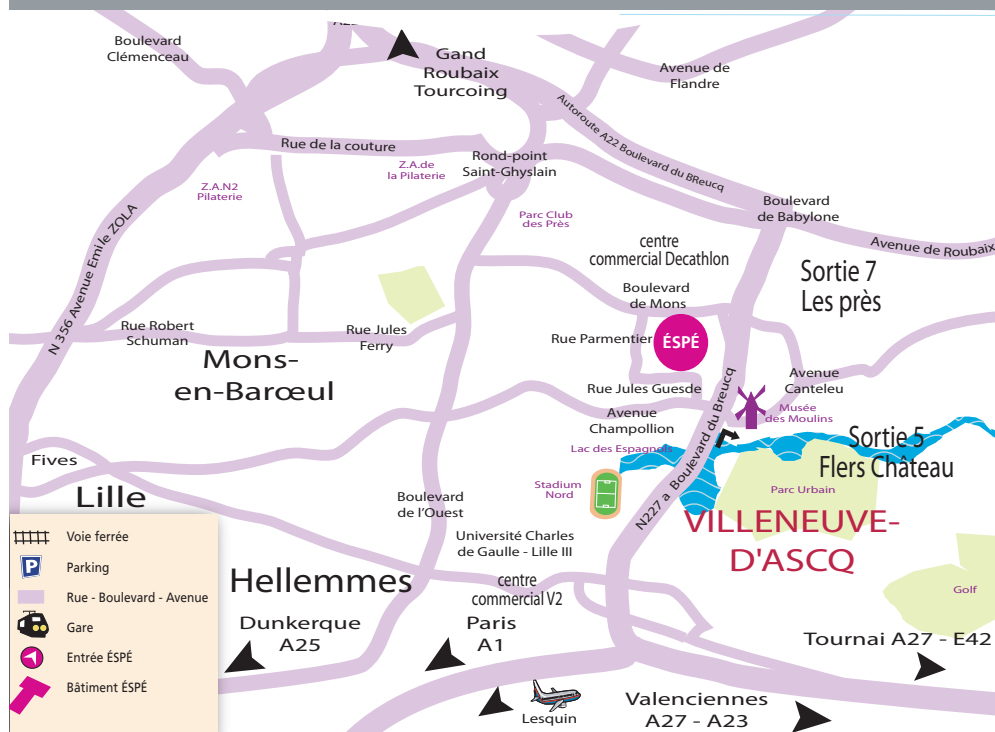 Boulevard
Clémenceau
Gand
Roubaix
Tourcoing
Avenue de
Flandre
Autoroute A22 Boulevard du BReucq
Rue de la couture
Z.A.de
la Pilaterie
Rond-point
Saint-Ghyslain
Z.A.N2
Pilaterie
Parc Club
des Près
Boulevard
de Babylone
Avenue de Roubaix
centre
commercial Decathlon
Sortie 7
Les près
N 356 Avenue Emile ZOLA
Boulevard
de Mons
Rue Robert
Schuman
Rue Jules
Ferry
Rue Parmentier
ÉSPÉ
Mons-
en-Barœul
Rue Jules Guesde
Avenue
Canteleu
Avenue
Champollion
Musée
des Moulins
Lac des Espagnols
Sortie 5
Flers Château
N227 a Boulevard du Breucq
Fives
Lille
Stadium
Nord
Parc Urbain
Boulevard
de l'Ouest
VILLENEUVE-
D'ASCQ
Université Charles
de Gaulle - Lille III
Hellemmes
centre
commercial V2
Golf
Dunkerque
A25
Paris
A1
Tournai A27 - E42
Lesquin
Valenciennes
A27 - A23
Voie ferrée
P
Parking
Rue - Boulevard - Avenue
Gare
Entrée ÉSPÉ
Bâtiment ÉSPÉ